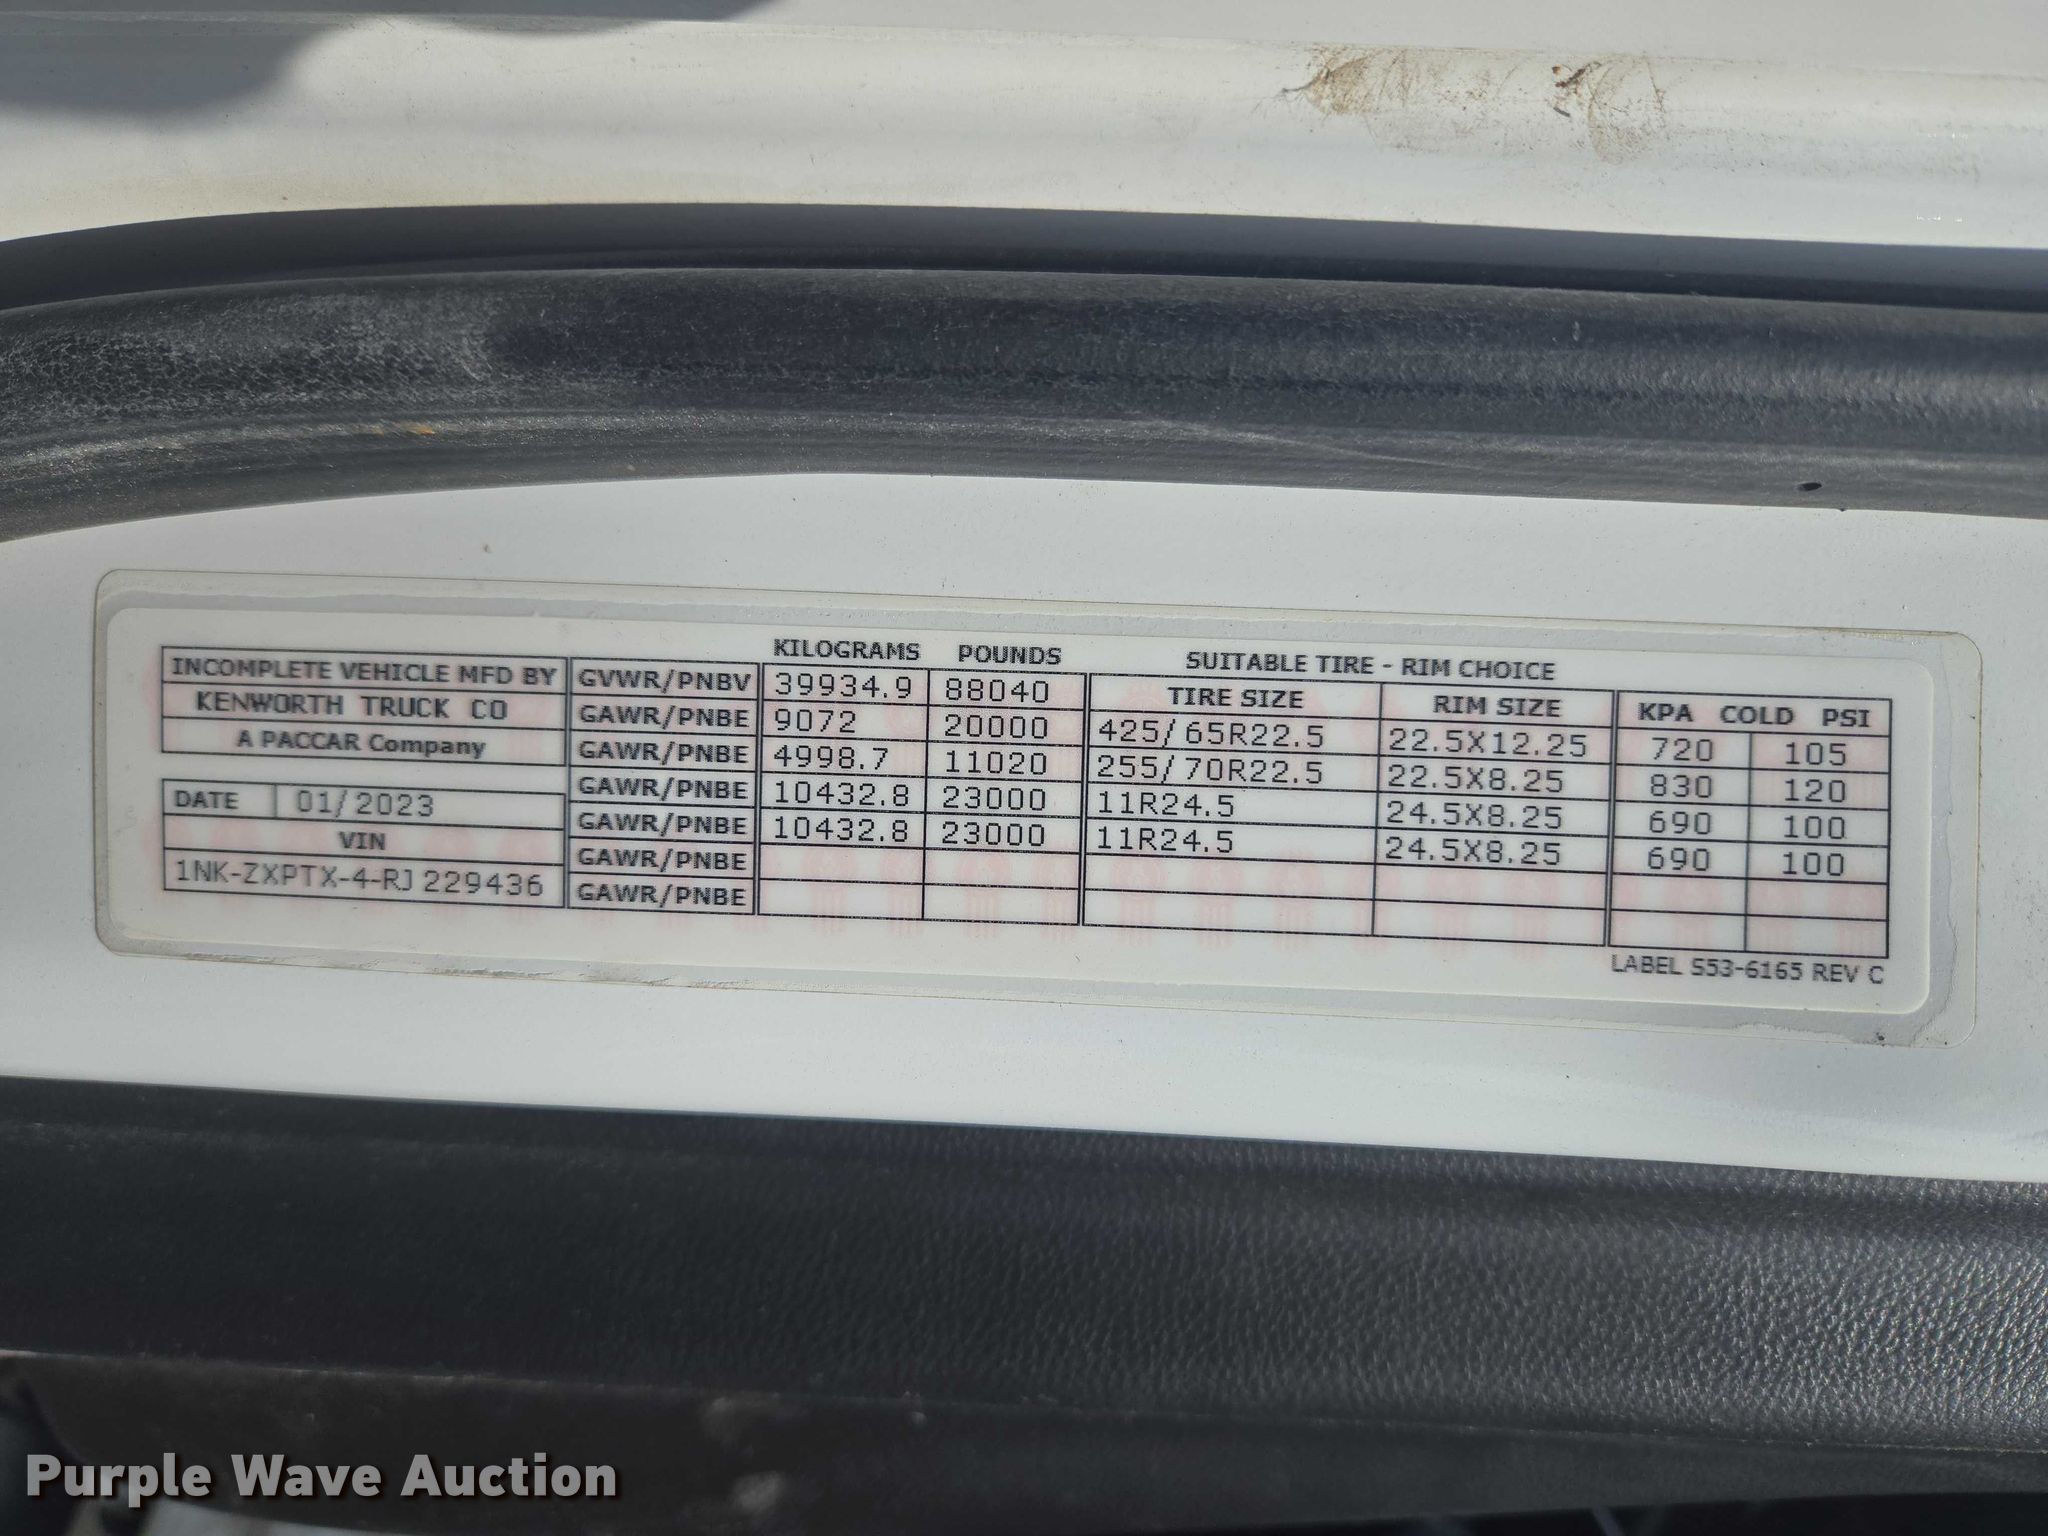 KILOGRAMS POUNDS SUITABLE TIRE - RIM CHOICE
INCOMPLETE VEHICLE MFD BY
KENWORTH TRUCK CO
A PACCAR Company
DATE 01/2023
VIN
1NK-ZXPTX-4-RJ229436
TIRE SIZE RIM SIZE KPA COLD PSI
GVWR/PNBV 39934.9 88040
GAWR/PNBE 9072 20000 425/65R22.5 22.5X12.25 720 105
GAWR/PNBE 4998.7 11020 255/70R22.5 22.5X8.25 830 120
GAWR/PNBE 10432.8 23000 11R24.5 24.5X8.25 690 100
GAWR/PNBE 10432.8 23000 11R24.5 24.5X8.25 690 100
GAWR/PNBE
GAWR/PNBE
LABEL S53-6165 REV C
Purple Wave Auction